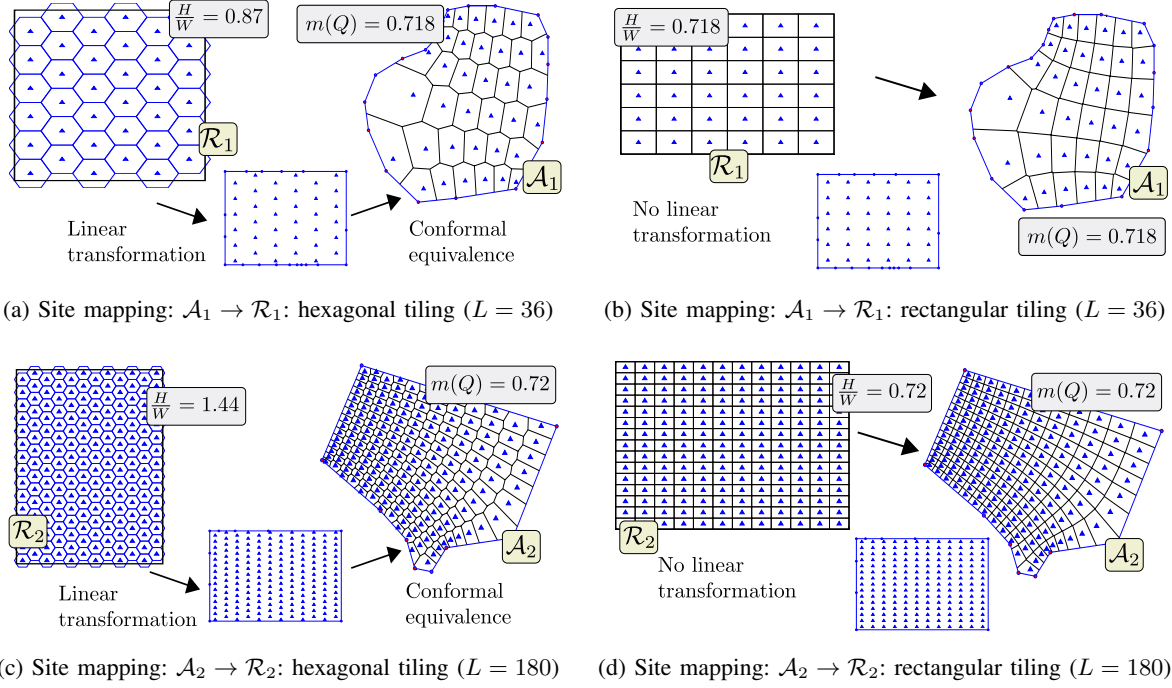 H/W = 0.87
m(Q) = 0.718
R₁
A₁
Linear
transformation
Conformal
equivalence
(a) Site mapping: A₁ → R₁: hexagonal tiling (L = 36)
H/W = 0.718
R₁
A₁
No linear
transformation
m(Q) = 0.718
(b) Site mapping: A₁ → R₁: rectangular tiling (L = 36)
H/W = 1.44
m(Q) = 0.72
R₂
A₂
Linear
transformation
Conformal
equivalence
(c) Site mapping: A₂ → R₂: hexagonal tiling (L = 180)
H/W = 0.72
m(Q) = 0.72
R₂
A₂
No linear
transformation
(d) Site mapping: A₂ → R₂: rectangular tiling (L = 180)